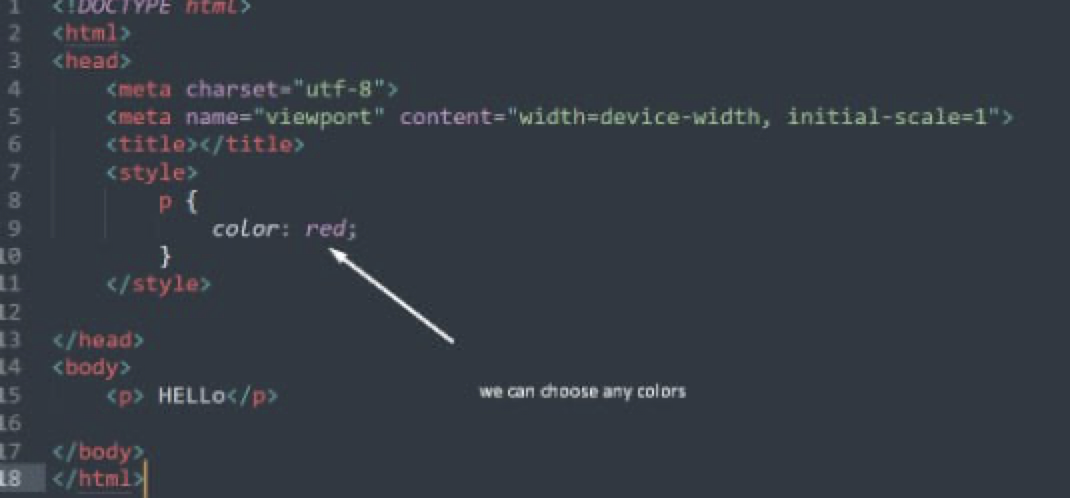 1 <!DOCTYPE html>
2 <html>
3 <head>
4 <meta charset="utf-8">
5 <meta name="viewport" content="width=device-width, initial-scale=1">
6 <title></title>
7 <style>
8 p {
9 color: red;
10 }
11 </style>
12
13 </head>
14 <body>
15 <p> HELLo</p>
we can choose any colors
16
17 </body>
18 </html>